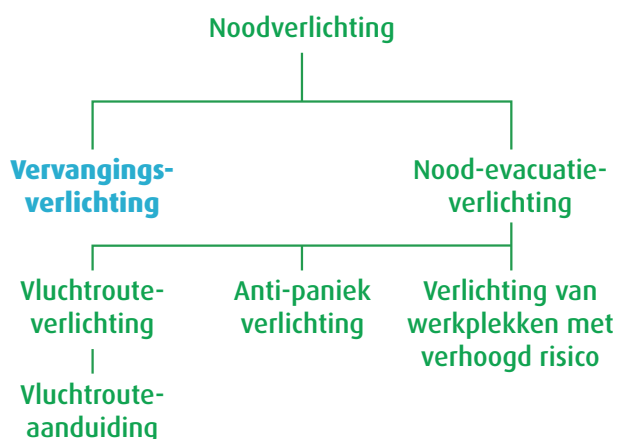 Noodverlichting
Vervangings-
verlichting
Nood-evacuatie-
verlichting
Vluchtroute-
verlichting
Anti-paniek
verlichting
Verlichting van
werkplekken met
verhoogd risico
Vluchtroute-
aanduiding